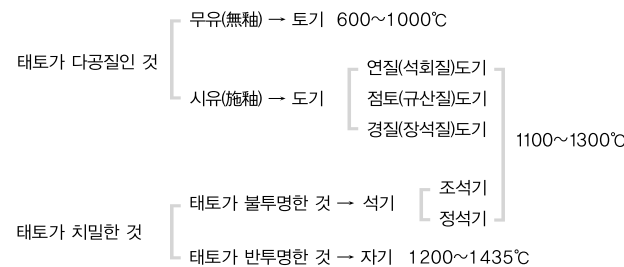 무유(無釉) → 토기 600~1000℃
태토가 다공질인 것
연질(석회질)도기
시유(施釉) → 도기
점토(규산질)도기
경질(장석질)도기
1100~1300℃
조석기
태토가 불투명한 것 → 석기
정석기
태토가 치밀한 것
태토가 반투명한 것 → 자기 1200~1435℃